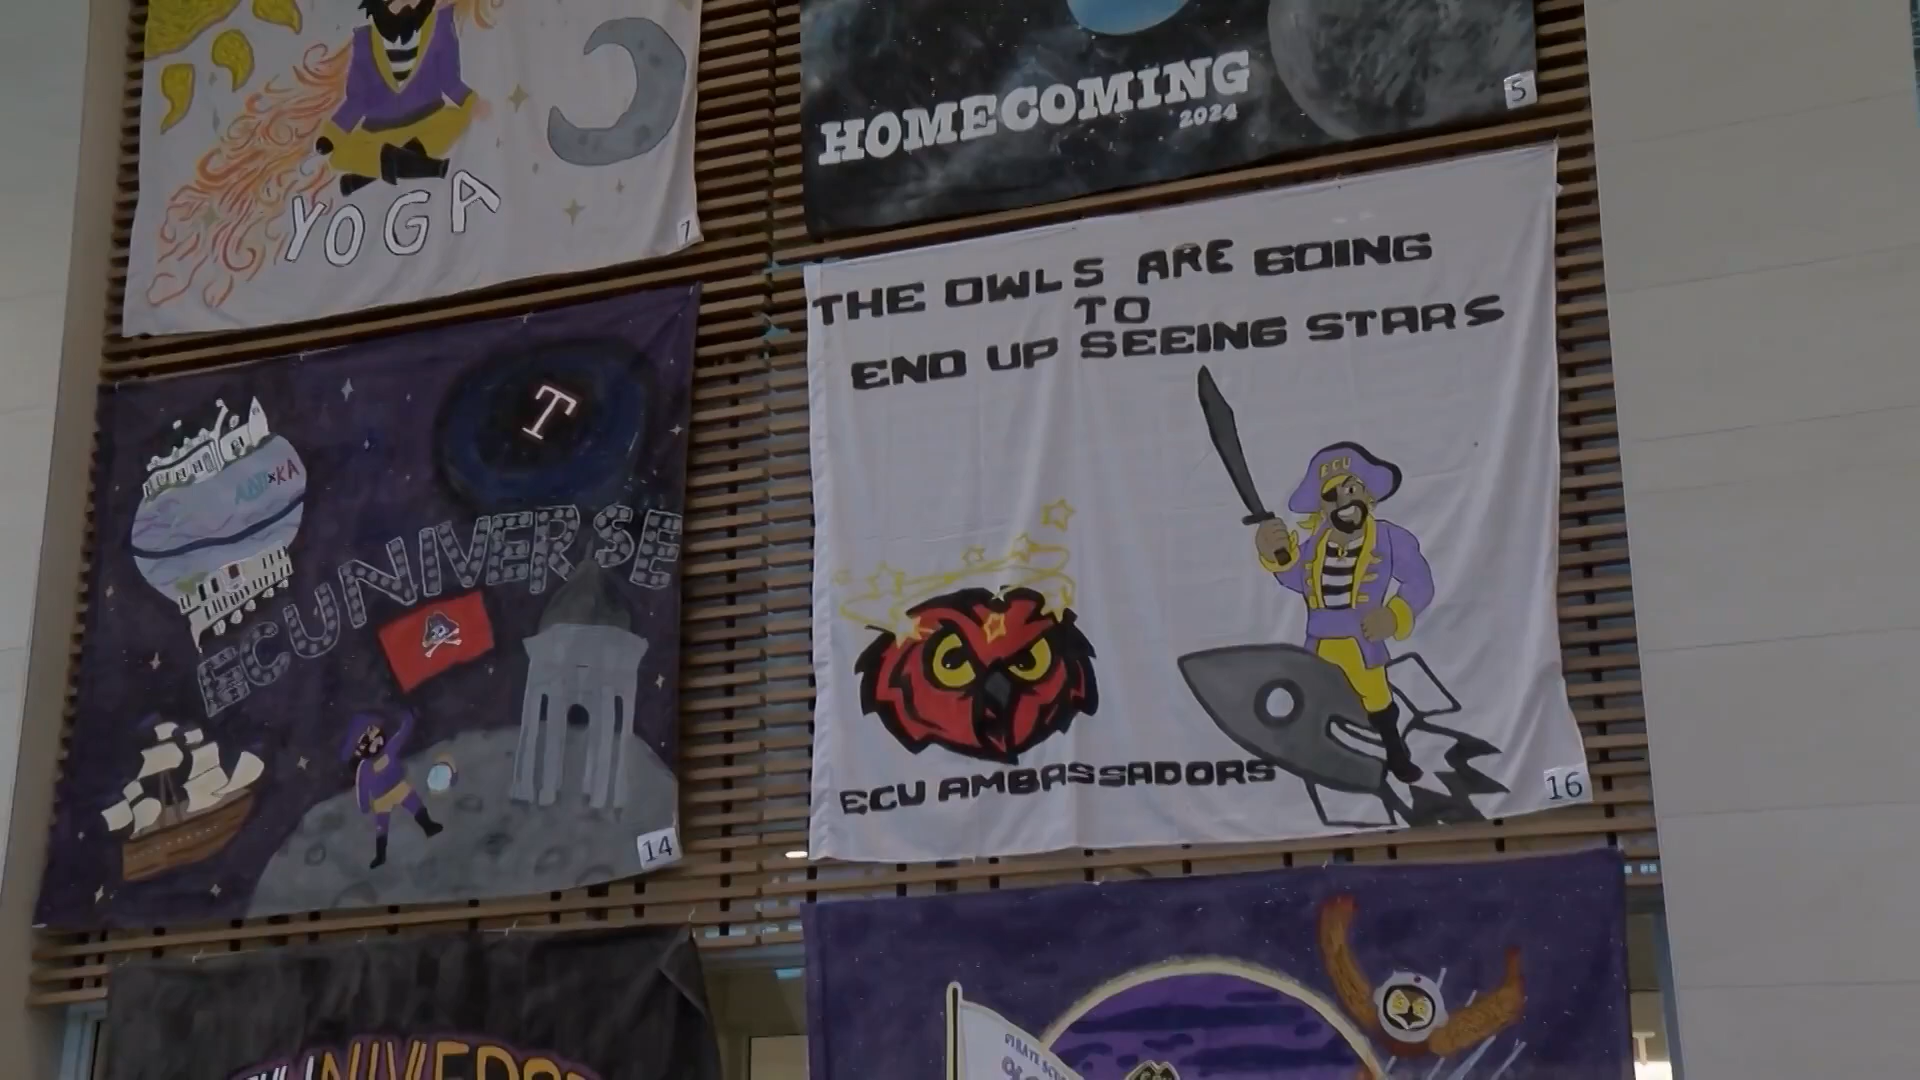 YOGA
7
HOMECOMING
2024
5
THE OWLS ARE GOING
TO
END UP SEEING STARS
ECU
ECU AMBASSADORS
16
T
ECUNIVERSE
14